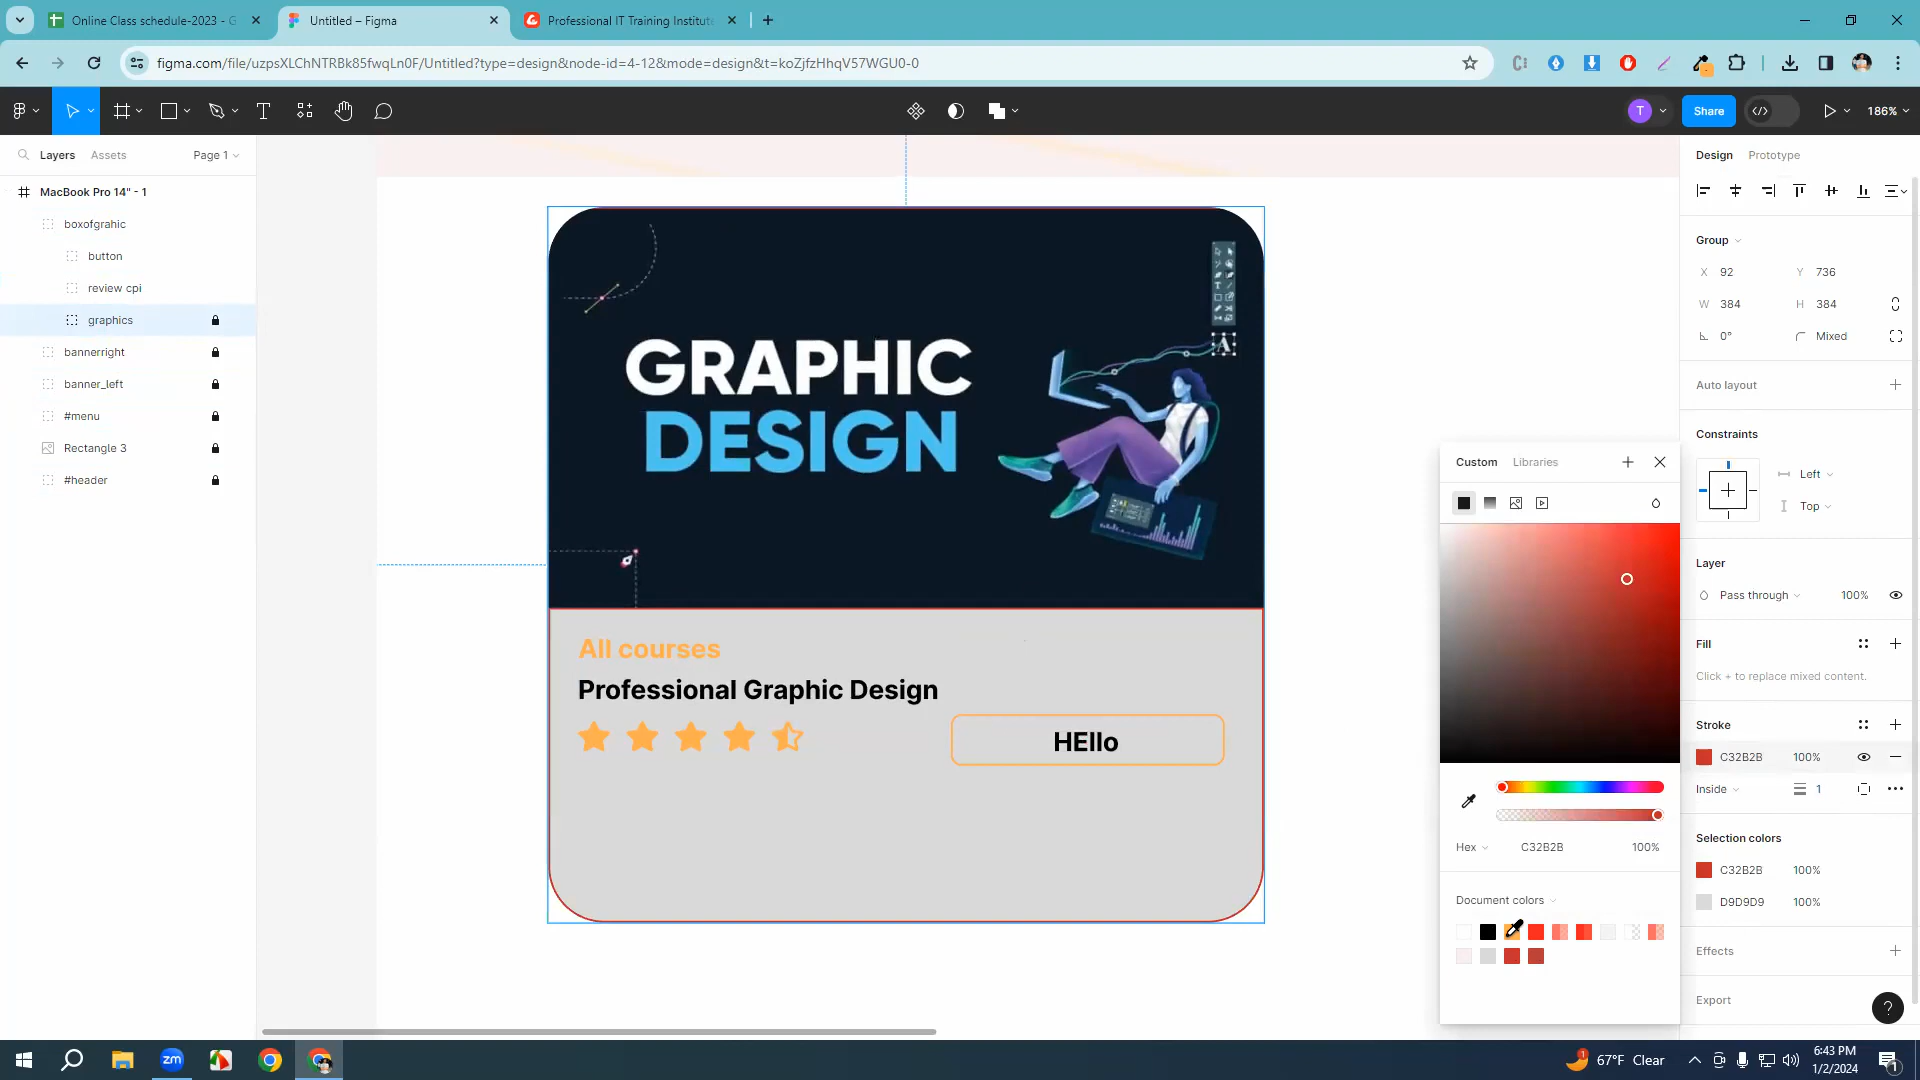 Online Class schedule-2023 - G
Untitled – Figma
Professional IT Training Institute
figma.com/file/uzpsXLChNTRBk85fwqLn0F/Untitled?type=design&node-id=4-12&mode=design&t=koZjfzHhqV57WGU0-0
T
Share
186%
Layers
Assets
Page 1
Design
Prototype
MacBook Pro 14" - 1
boxofgrahic
button
review cpi
graphics
bannerright
banner_left
#menu
Rectangle 3
#header
GRAPHIC
DESIGN
A
All courses
Professional Graphic Design
HEllo
Custom
Libraries
Hex
C32B2B
100%
Document colors
Group
X 92
Y 736
W 384
H 384
0°
Mixed
Auto layout
Constraints
Left
Top
Layer
Pass through
100%
Fill
Click + to replace mixed content.
Stroke
C32B2B
100%
Inside
1
Selection colors
C32B2B
100%
D9D9D9
100%
Effects
Export
?
zm
67°F Clear
6:43 PM
1/2/2024
1